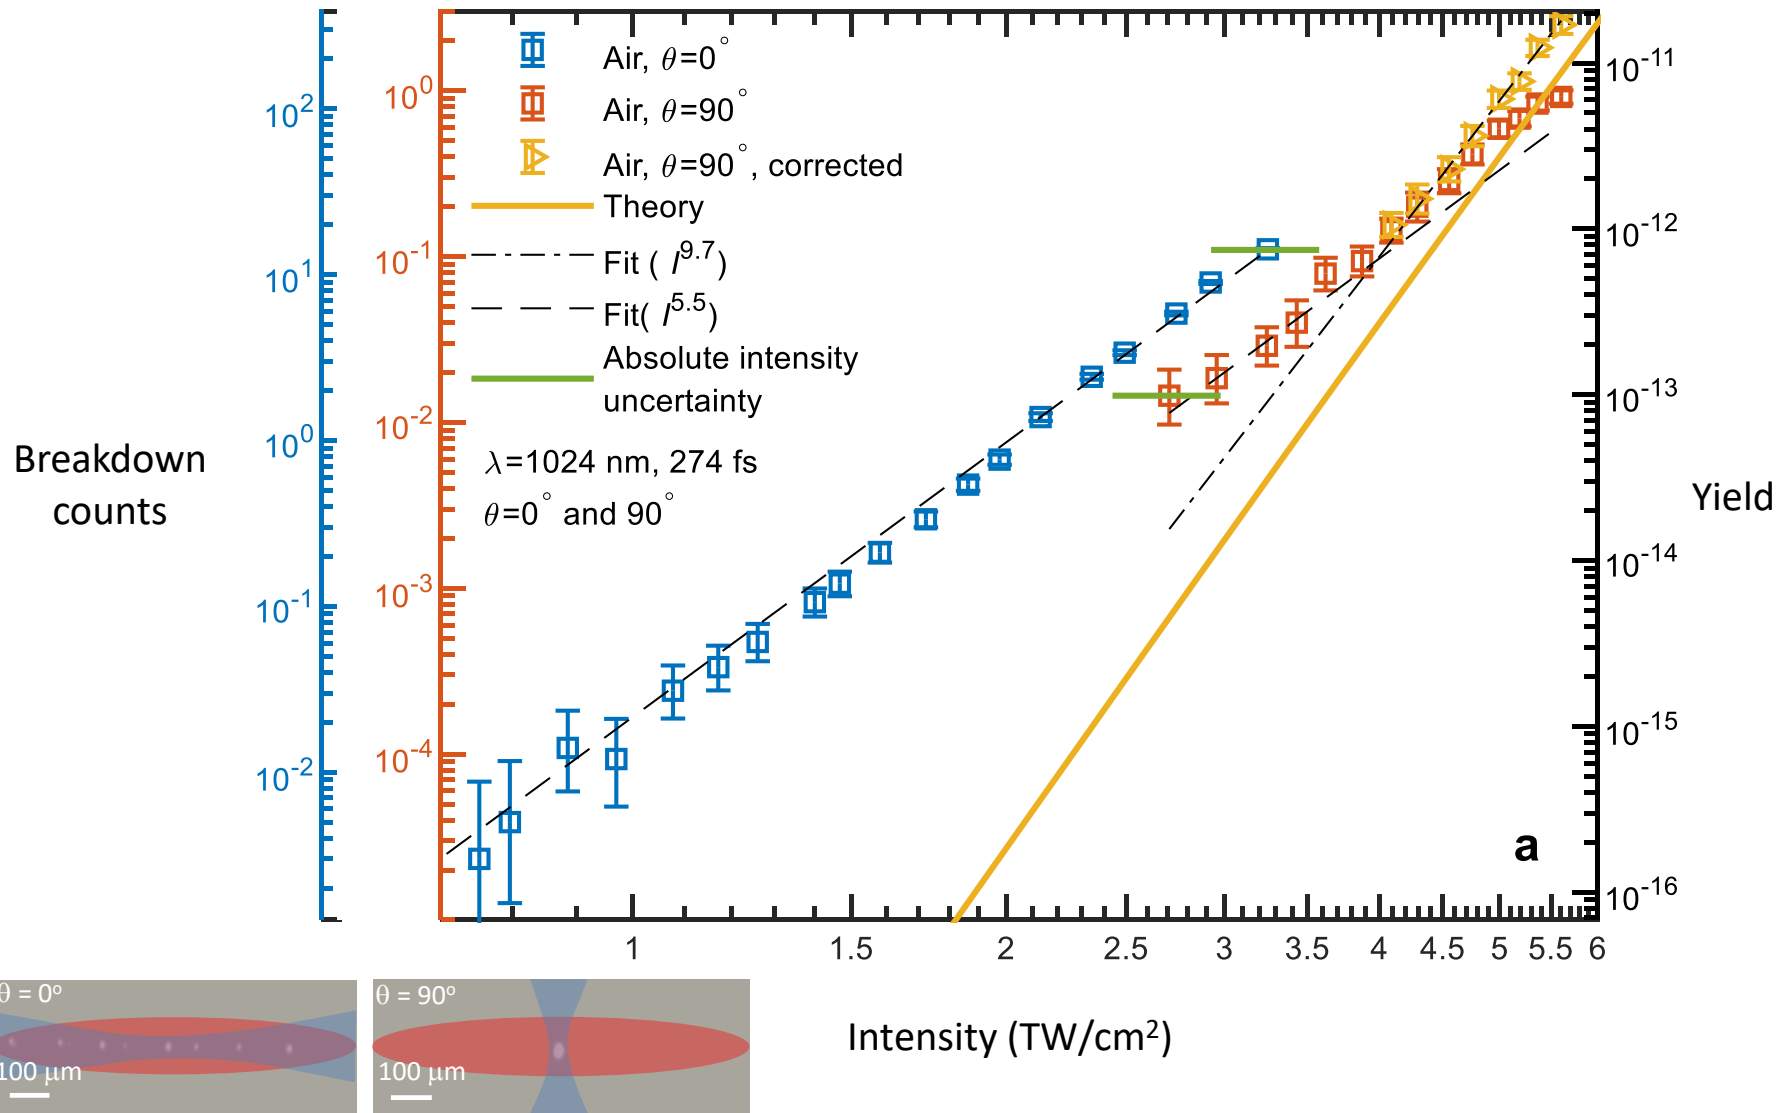 Air, θ=0°
Air, θ=90°
Air, θ=90°, corrected
Theory
Fit ( I^9.7)
Fit( I^5.5)
Absolute intensity
uncertainty
λ=1024 nm, 274 fs
θ=0° and 90°
Breakdown
counts
10^2
10^1
10^0
10^-1
10^-2
10^0
10^-1
10^-2
10^-3
10^-4
10^-11
10^-12
10^-13
10^-14
10^-15
10^-16
Yield
a
1 1.5 2 2.5 3 3.5 4 4.5 5 5.5 6
Intensity (TW/cm²)
θ = 0°
100 μm
θ = 90°
100 μm